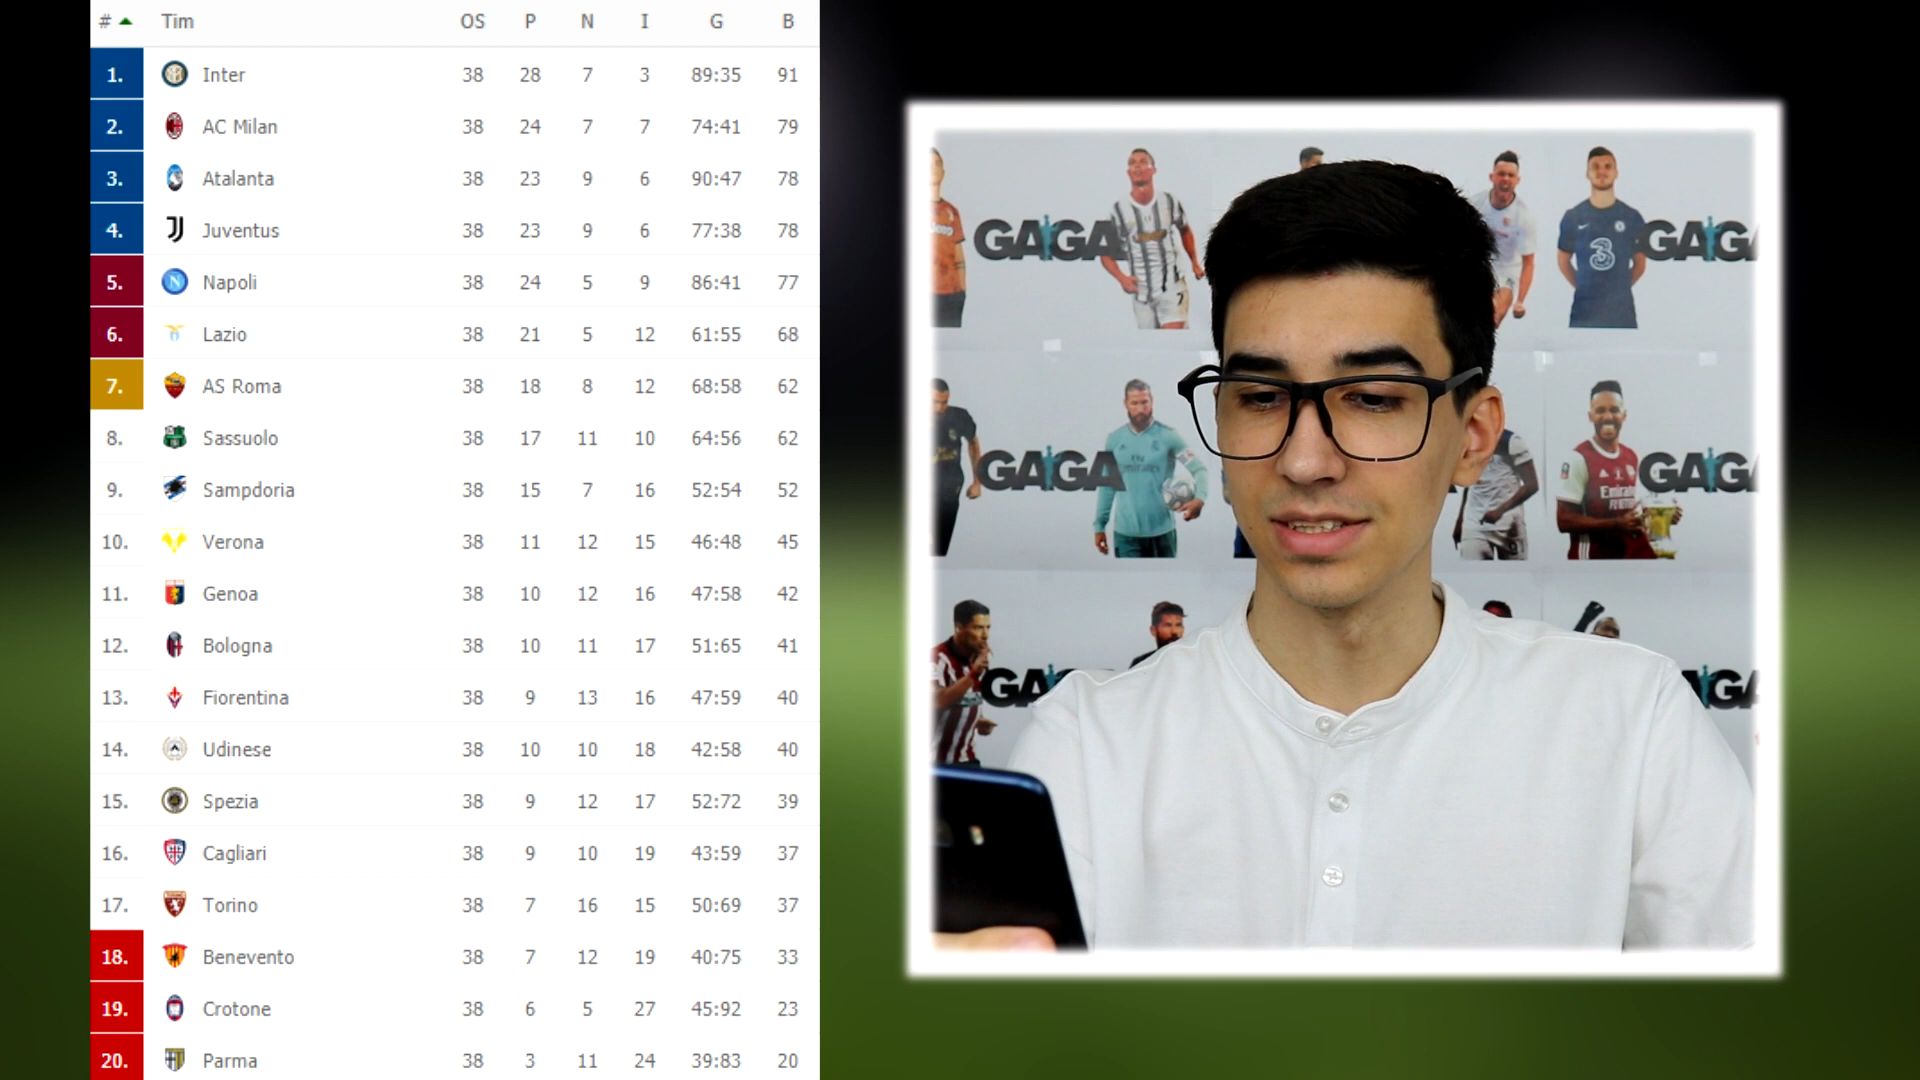 # Tim OS P N I G B
1. Inter 38 28 7 3 89:35 91
2. AC Milan 38 24 7 7 74:41 79
3. Atalanta 38 23 9 6 90:47 78
4. Juventus 38 23 9 6 77:38 78
5. Napoli 38 24 5 9 86:41 77
6. Lazio 38 21 5 12 61:55 68
7. AS Roma 38 18 8 12 68:58 62
8. Sassuolo 38 17 11 10 64:56 62
9. Sampdoria 38 15 7 16 52:54 52
10. Verona 38 11 12 15 46:48 45
11. Genoa 38 10 12 16 47:58 42
12. Bologna 38 10 11 17 51:65 41
13. Fiorentina 38 9 13 16 47:59 40
14. Udinese 38 10 10 18 42:58 40
15. Spezia 38 9 12 17 52:72 39
16. Cagliari 38 9 10 19 43:59 37
17. Torino 38 7 16 15 50:69 37
18. Benevento 38 7 12 19 40:75 33
19. Crotone 38 6 5 27 45:92 23
20. Parma 38 3 11 24 39:83 20
GAGA GAGA
7
3
GAGA GAGA
Fly Emirates
Emirates
GAGA GAGA